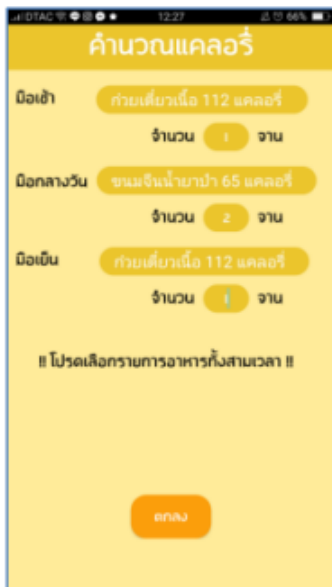 DTAC 12:27 66%
คำนวณแคลอรี่
มือเช้า ก๋วยเตี๋ยวเนื้อ 112 แคลอรี่
จำนวน 1 จาน
มือกลางวัน ขนมจีนน้ำยาป่า 65 แคลอรี่
จำนวน 2 จาน
มือเย็น ก๋วยเตี๋ยวเนื้อ 112 แคลอรี่
จำนวน 1 จาน
!! โปรดเลือกรายการอาหารทั้งสามเวลา !!
ตกลง